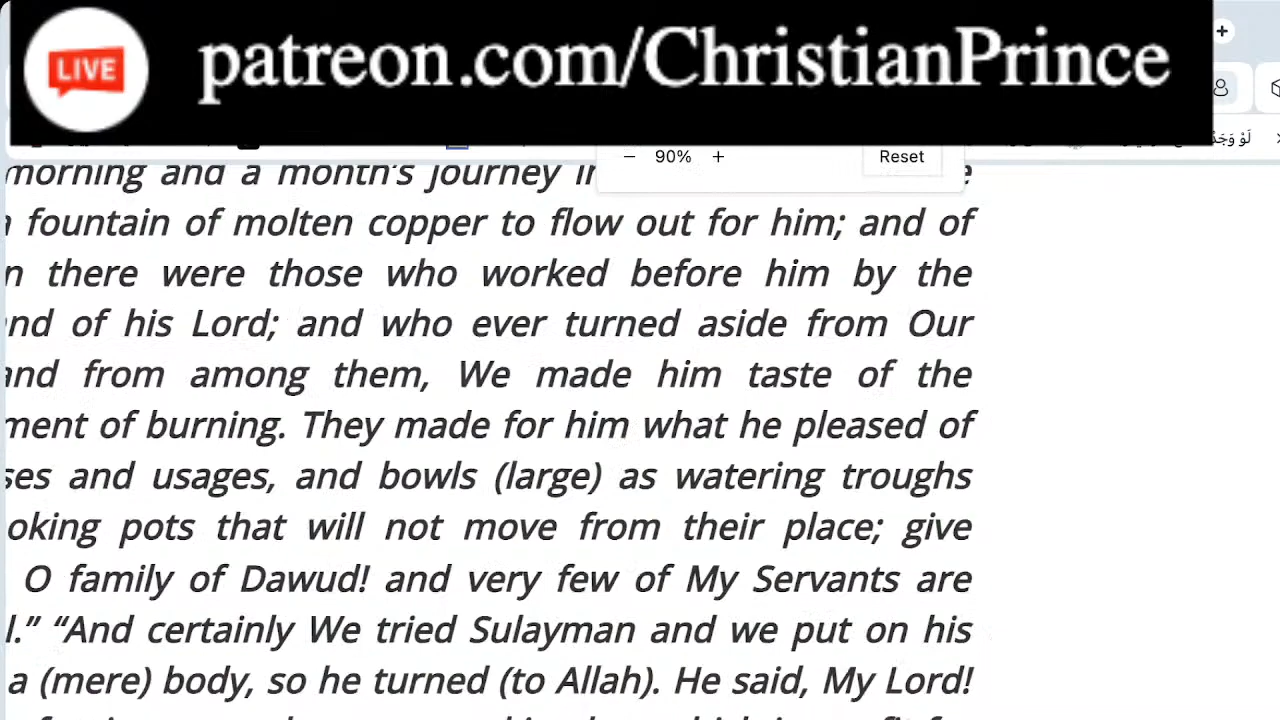 LIVE
patreon.com/ChristianPrince
+
− 90% + Reset
لَوْ
morning and a month's journey in
fountain of molten copper to flow out for him; and of
there were those who worked before him by the
of his Lord; and who ever turned aside from Our
from among them, We made him taste of the
of burning. They made for him what he pleased of
and usages, and bowls (large) as watering troughs
pots that will not move from their place; give
O family of Dawud! and very few of My Servants are
l.” “And certainly We tried Sulayman and we put on his
a (mere) body, so he turned (to Allah). He said, My Lord!